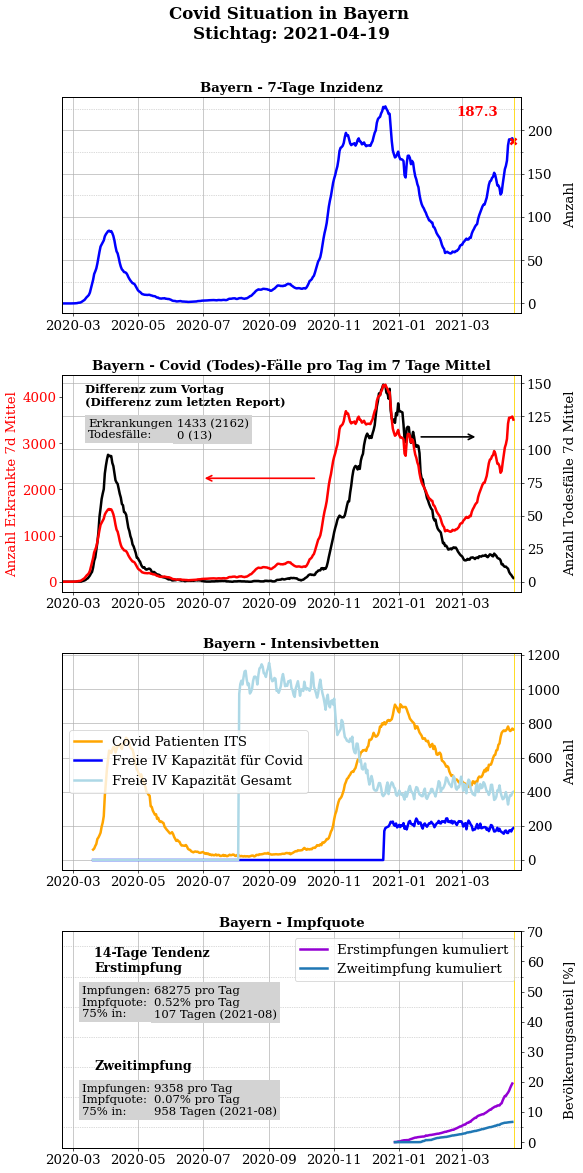 Covid Situation in Bayern
Stichtag: 2021-04-19
Bayern - 7-Tage Inzidenz
187.3
200
150
100
50
0
Anzahl
2020-03 2020-05 2020-07 2020-09 2020-11 2021-01 2021-03
Bayern - Covid (Todes)-Fälle pro Tag im 7 Tage Mittel
Differenz zum Vortag
(Differenz zum letzten Report)
Erkrankungen 1433 (2162)
Todesfälle: 0 (13)
Anzahl Erkrankte 7d Mittel
4000
3000
2000
1000
0
150
125
100
75
50
25
0
Anzahl Todesfälle 7d Mittel
2020-03 2020-05 2020-07 2020-09 2020-11 2021-01 2021-03
Bayern - Intensivbetten
Covid Patienten ITS
Freie IV Kapazität für Covid
Freie IV Kapazität Gesamt
1200
1000
800
600
400
200
0
Anzahl
2020-03 2020-05 2020-07 2020-09 2020-11 2021-01 2021-03
Bayern - Impfquote
14-Tage Tendenz
Erstimpfung
Impfungen: 68275 pro Tag
Impfquote: 0.52% pro Tag
75% in: 107 Tagen (2021-08)
Zweitimpfung
Impfungen: 9358 pro Tag
Impfquote: 0.07% pro Tag
75% in: 958 Tagen (2021-08)
Erstimpfungen kumuliert
Zweitimpfung kumuliert
70
60
50
40
30
20
10
0
Bevölkerungsanteil [%]
2020-03 2020-05 2020-07 2020-09 2020-11 2021-01 2021-03